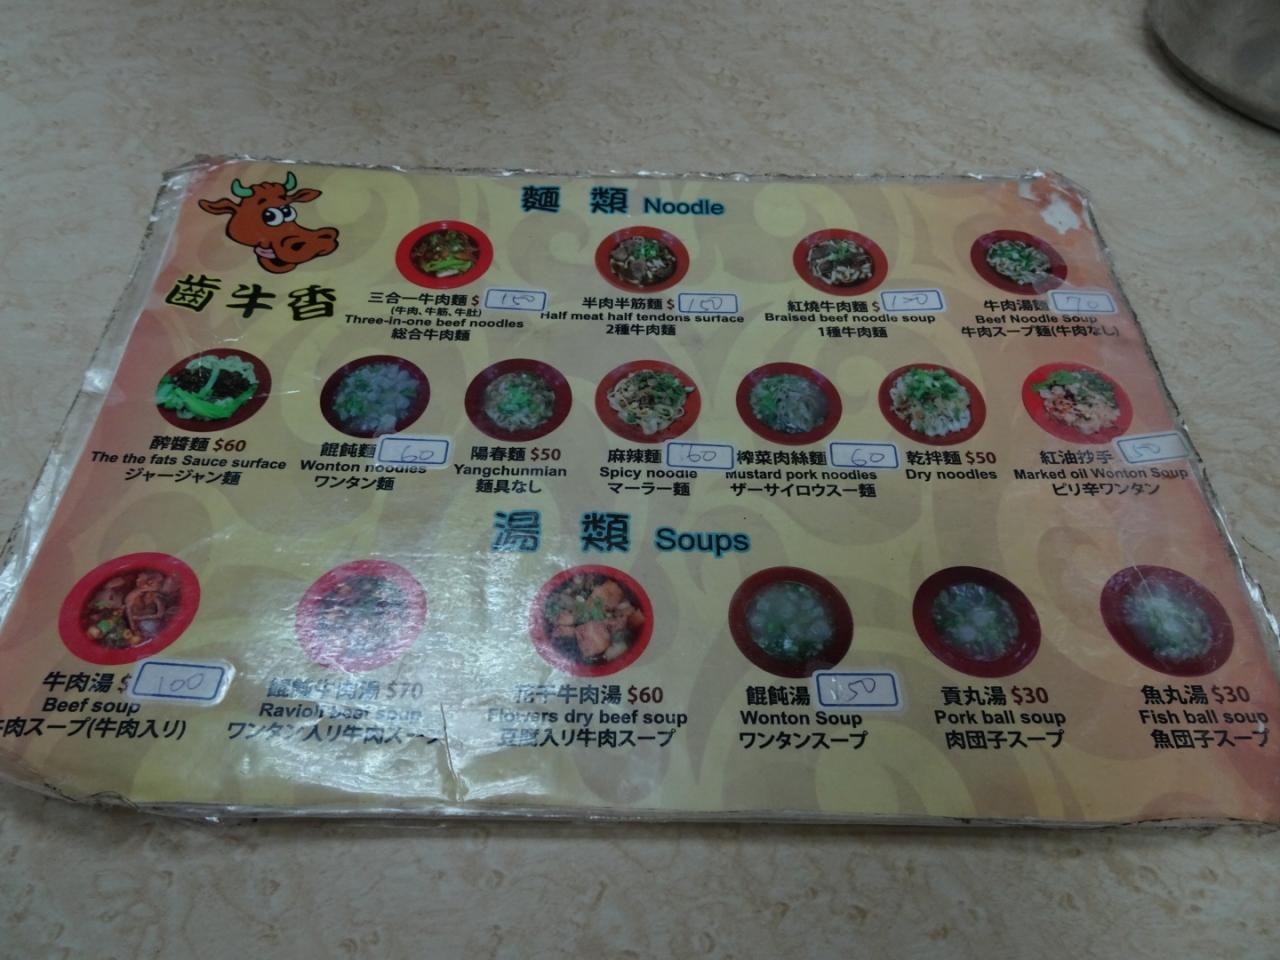 麵 類 Noodle
齒牛香
三合一牛肉麵 $ 150
(牛肉、牛筋、牛肚)
Three-in-one beef noodles
総合牛肉麵
半肉半筋麵 $ 150
Half meat half tendons surface
2種牛肉麵
紅燒牛肉麵 $
Braised beef noodle soup
1種牛肉麵
牛肉湯麵 70
Beef Noodle Soup
牛肉スープ麵(牛肉なし)
醡醬麵 $60
The the fats Sauce surface
ジャージャン麵
餛飩麵 60
Wonton noodles
ワンタン麵
陽春麵 $50
Yangchunmian
麵具なし
麻辣麵 60
Spicy noodle
マーラー麵
榨菜肉絲麵 60
Mustard pork noodles
ザーサイロウスー麵
乾拌麵 $50
Dry noodles
紅油抄手
Marked oil Wonton Soup
ピリ辛ワンタン
湯 類 Soups
牛肉湯 $ 100
Beef soup
牛肉スープ(牛肉入り)
餛飩牛肉湯 $70
Ravioli beaf soup
ワンタン入り牛肉スープ
花干牛肉湯 $60
Flowers dry beef soup
豆腐入り牛肉スープ
餛飩湯 50
Wonton Soup
ワンタンスープ
貢丸湯 $30
Pork ball soup
肉団子スープ
魚丸湯 $30
Fish ball soup
魚団子スープ